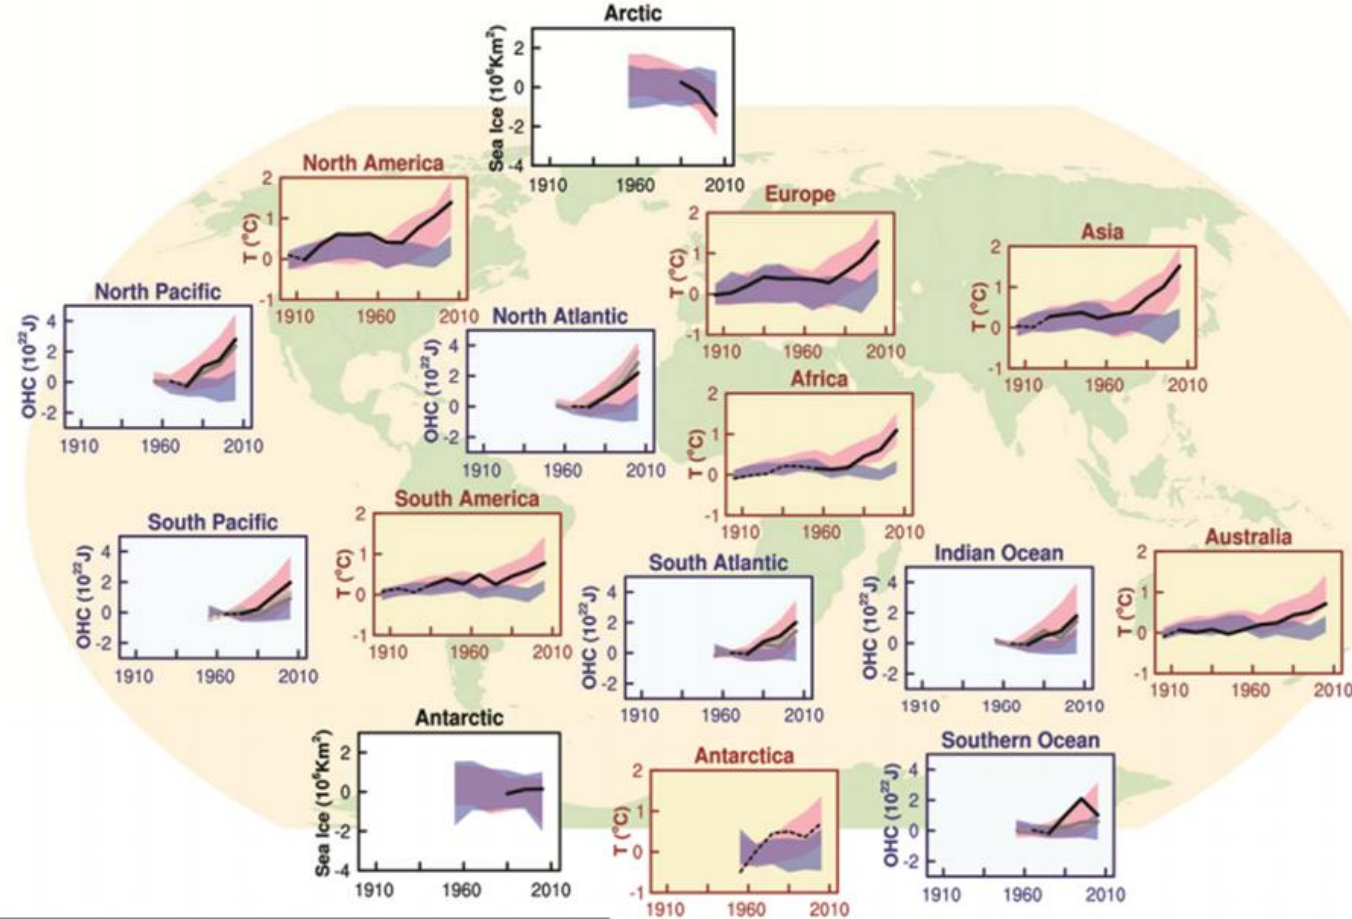 Arctic
Sea Ice (10⁶Km²)
2
0
-2
-4
1910 1960 2010
North America
T (°C)
2
1
0
-1
1910 1960 2010
Europe
T (°C)
2
1
0
-1
1910 1960 2010
Asia
T (°C)
2
1
0
-1
1910 1960 2010
North Pacific
OHC (10²²J)
4
2
0
-2
1910 1960 2010
North Atlantic
OHC (10²²J)
4
2
0
-2
1910 1960 2010
Africa
T (°C)
2
1
0
-1
1910 1960 2010
South America
T (°C)
2
1
0
-1
1910 1960 2010
South Pacific
OHC (10²²J)
4
2
0
-2
1910 1960 2010
South Atlantic
OHC (10²²J)
4
2
0
-2
1910 1960 2010
Indian Ocean
OHC (10²²J)
4
2
0
-2
1910 1960 2010
Australia
T (°C)
2
1
0
-1
1910 1960 2010
Antarctic
Sea Ice (10⁶Km²)
2
0
-2
-4
1910 1960 2010
Antarctica
T (°C)
2
1
0
-1
1910 1960 2010
Southern Ocean
OHC (10²²J)
4
2
0
-2
1910 1960 2010